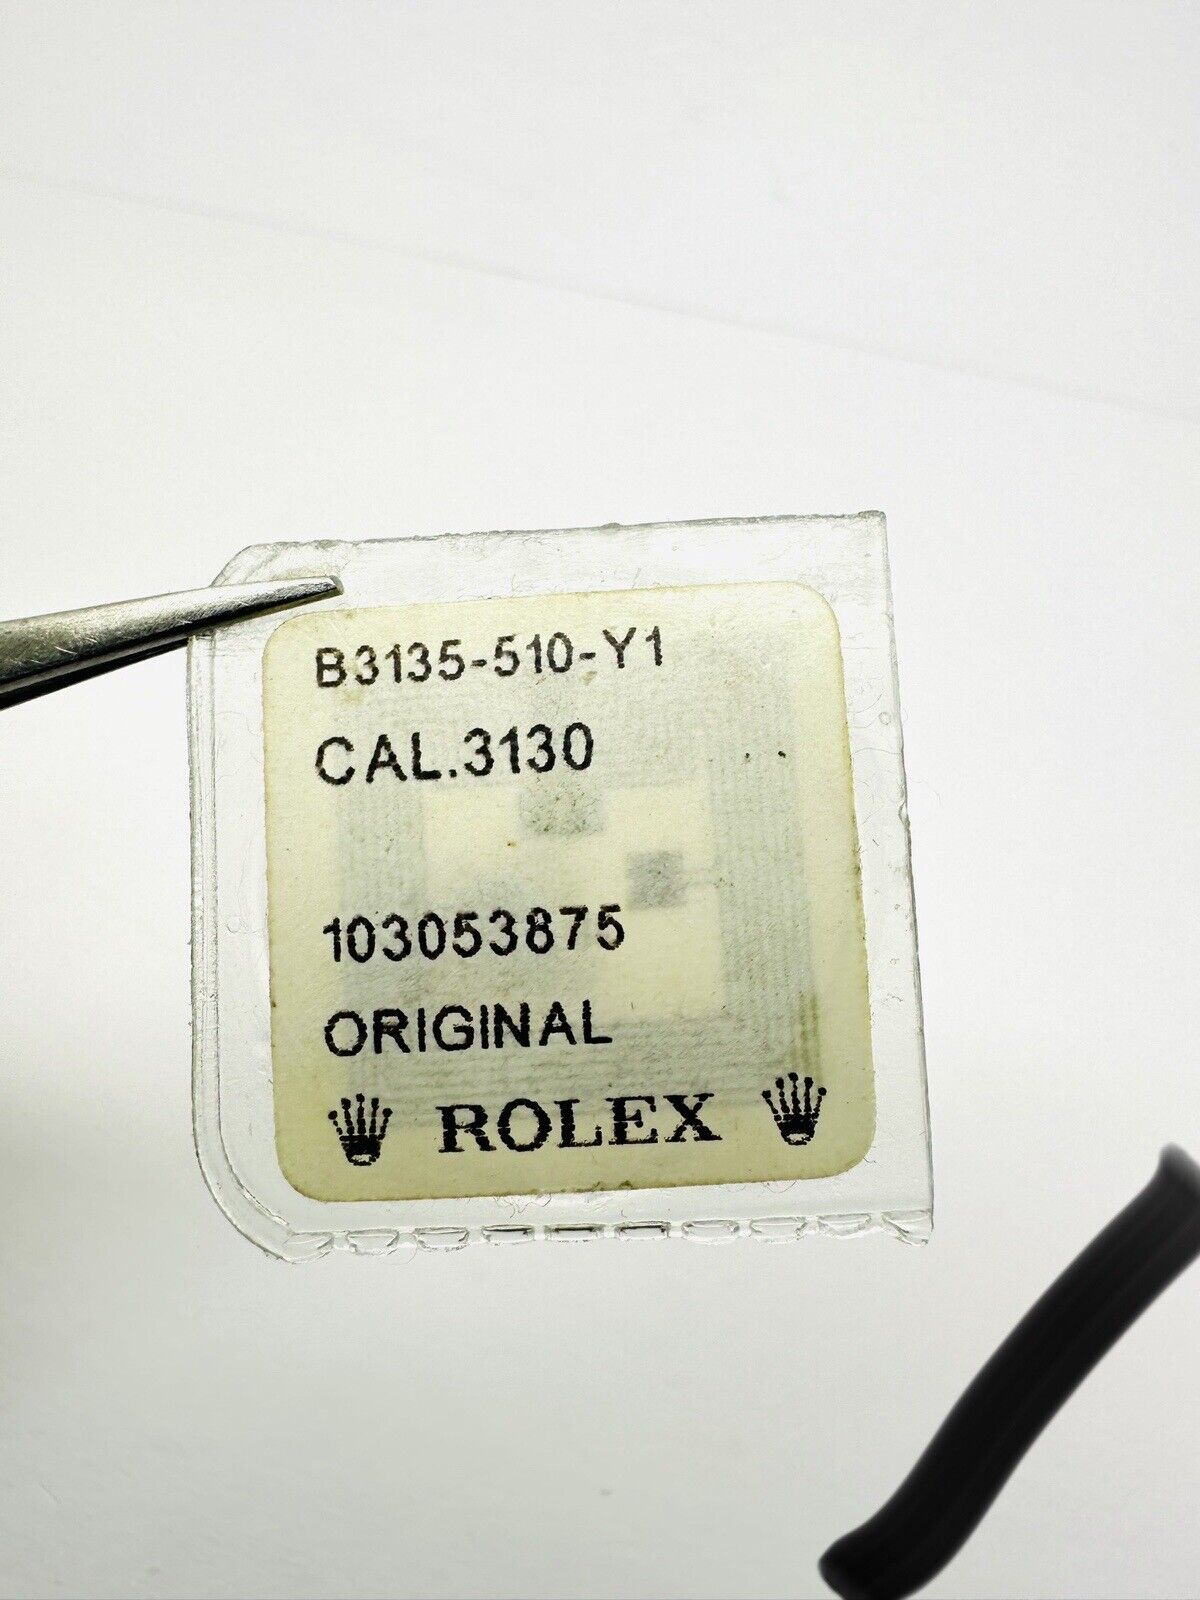 B3135-510-Y1
CAL.3130
103053875
ORIGINAL
ROLEX